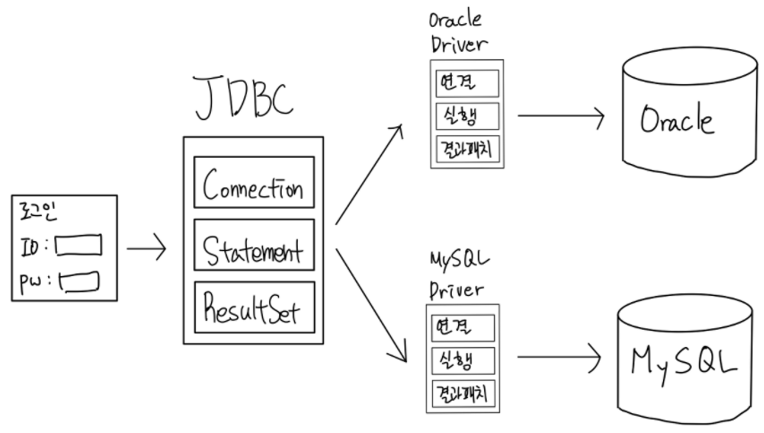 로그인
ID:
PW:
JDBC
Connection
Statement
ResultSet
Oracle
Driver
연결
실행
결과패치
Oracle
MySQL
Driver
연결
실행
결과패치
MySQL